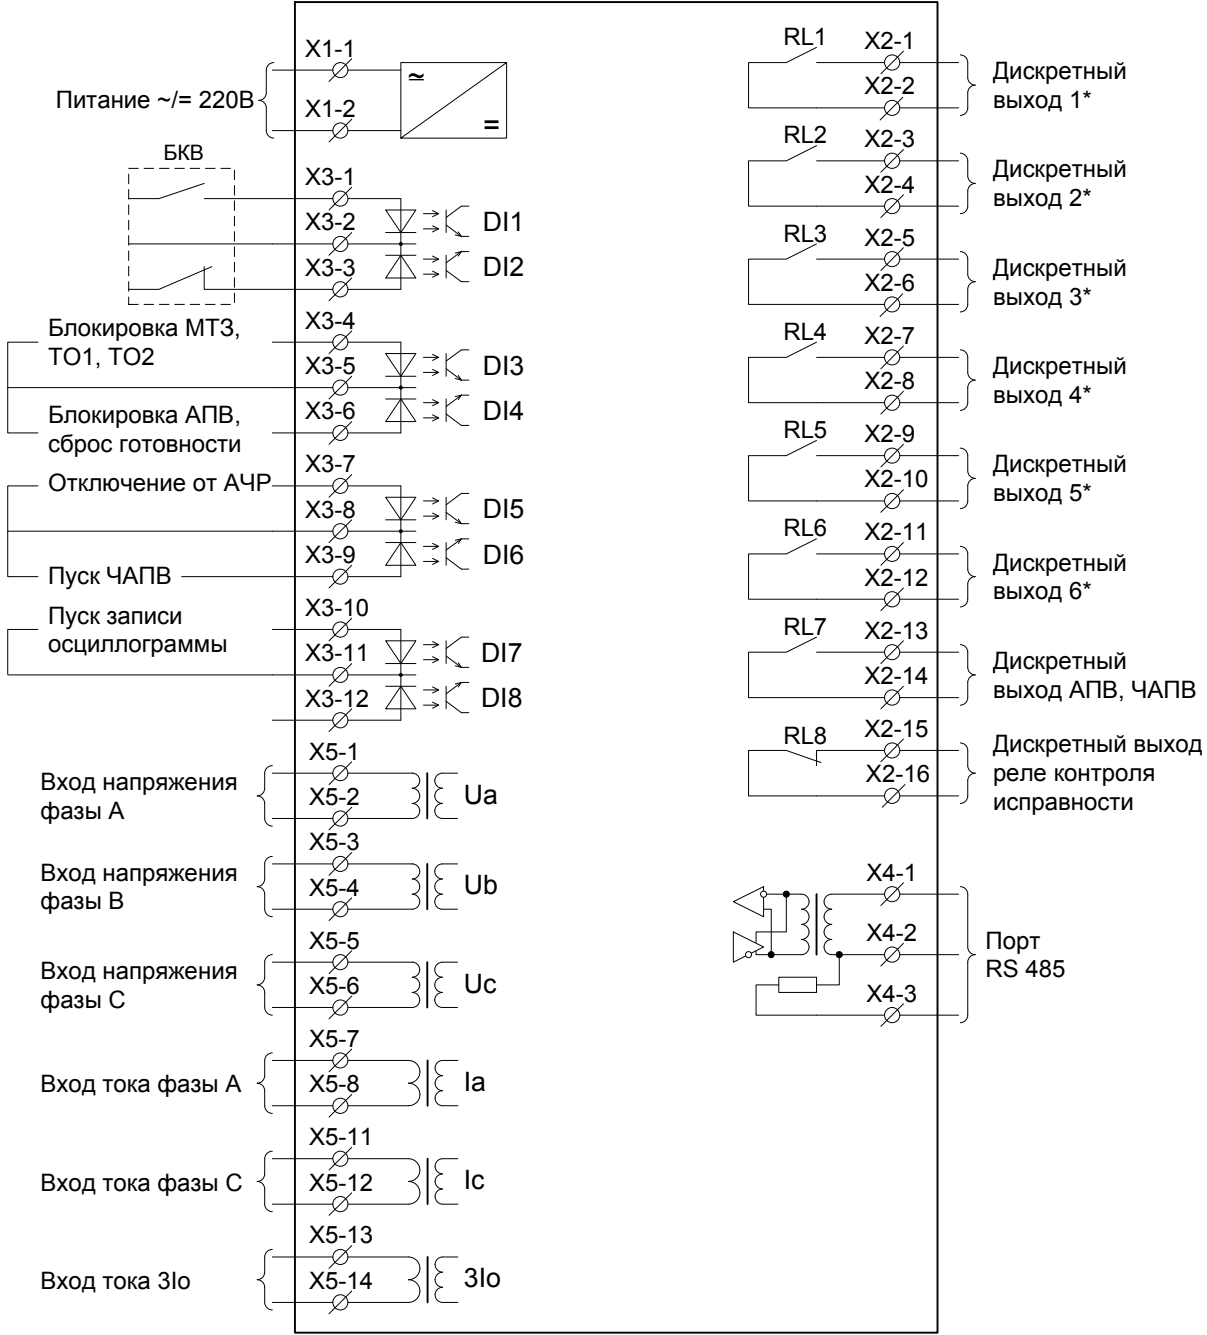 X1-1
Питание ~/= 220В
X1-2
≃
=
БКВ
X3-1
X3-2
DI1
X3-3
DI2
Блокировка МТЗ,
ТО1, ТО2
X3-4
X3-5
DI3
Блокировка АПВ,
сброс готовности
X3-6
DI4
X3-7
Отключение от АЧР
X3-8
DI5
X3-9
DI6
Пуск ЧАПВ
Пуск записи
осциллограммы
X3-10
X3-11
DI7
X3-12
DI8
X5-1
Вход напряжения
фазы А
X5-2
Ua
X5-3
Вход напряжения
фазы В
X5-4
Ub
X5-5
Вход напряжения
фазы С
X5-6
Uc
X5-7
Вход тока фазы А
X5-8
Ia
X5-11
Вход тока фазы С
X5-12
Ic
X5-13
Вход тока 3Io
X5-14
3Io
RL1
X2-1
X2-2
Дискретный
выход 1*
RL2
X2-3
X2-4
Дискретный
выход 2*
RL3
X2-5
X2-6
Дискретный
выход 3*
RL4
X2-7
X2-8
Дискретный
выход 4*
RL5
X2-9
X2-10
Дискретный
выход 5*
RL6
X2-11
X2-12
Дискретный
выход 6*
RL7
X2-13
X2-14
Дискретный
выход АПВ, ЧАПВ
RL8
X2-15
X2-16
Дискретный выход
реле контроля
исправности
X4-1
X4-2
X4-3
Порт
RS 485